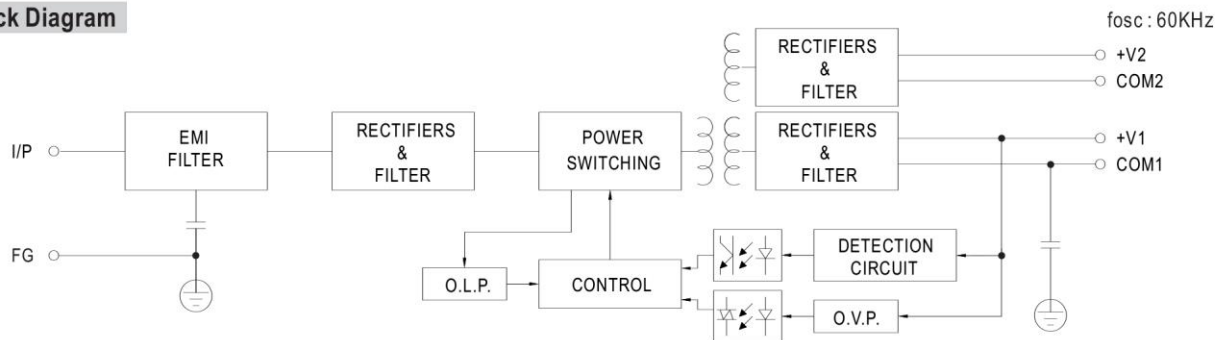 ck Diagram
fosc : 60KHz
RECTIFIERS
&
FILTER
+V2
COM2
I/P
EMI
FILTER
RECTIFIERS
&
FILTER
POWER
SWITCHING
RECTIFIERS
&
FILTER
+V1
COM1
FG
O.L.P.
CONTROL
DETECTION
CIRCUIT
O.V.P.